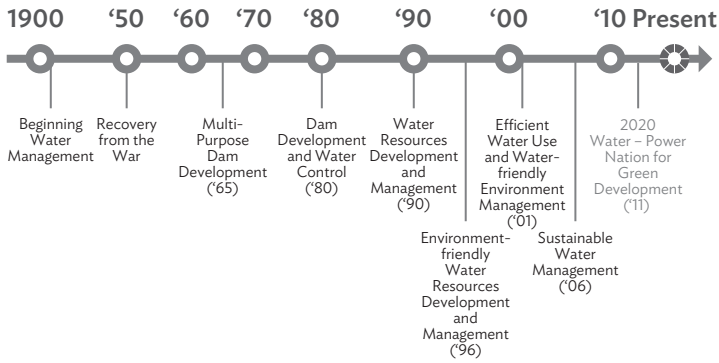 1900 ‘50 ‘60 ‘70 ‘80 ‘90 ‘00 ‘10 Present
Beginning
Water
Management
Recovery
from the
War
Multi-
Purpose
Dam
Development
(‘65)
Dam
Development
and Water
Control
(‘80)
Water
Resources
Development
and
Management
(‘90)
Environment-
friendly
Water
Resources
Development
and
Management
(‘96)
Efficient
Water Use
and Water-
friendly
Environment
Management
(‘01)
Sustainable
Water
Management
(‘06)
2020
Water – Power
Nation for
Green
Development
(‘11)